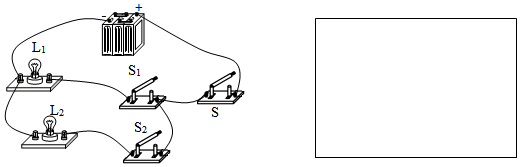 - +
L₁
S₁
L₂
S
S₂